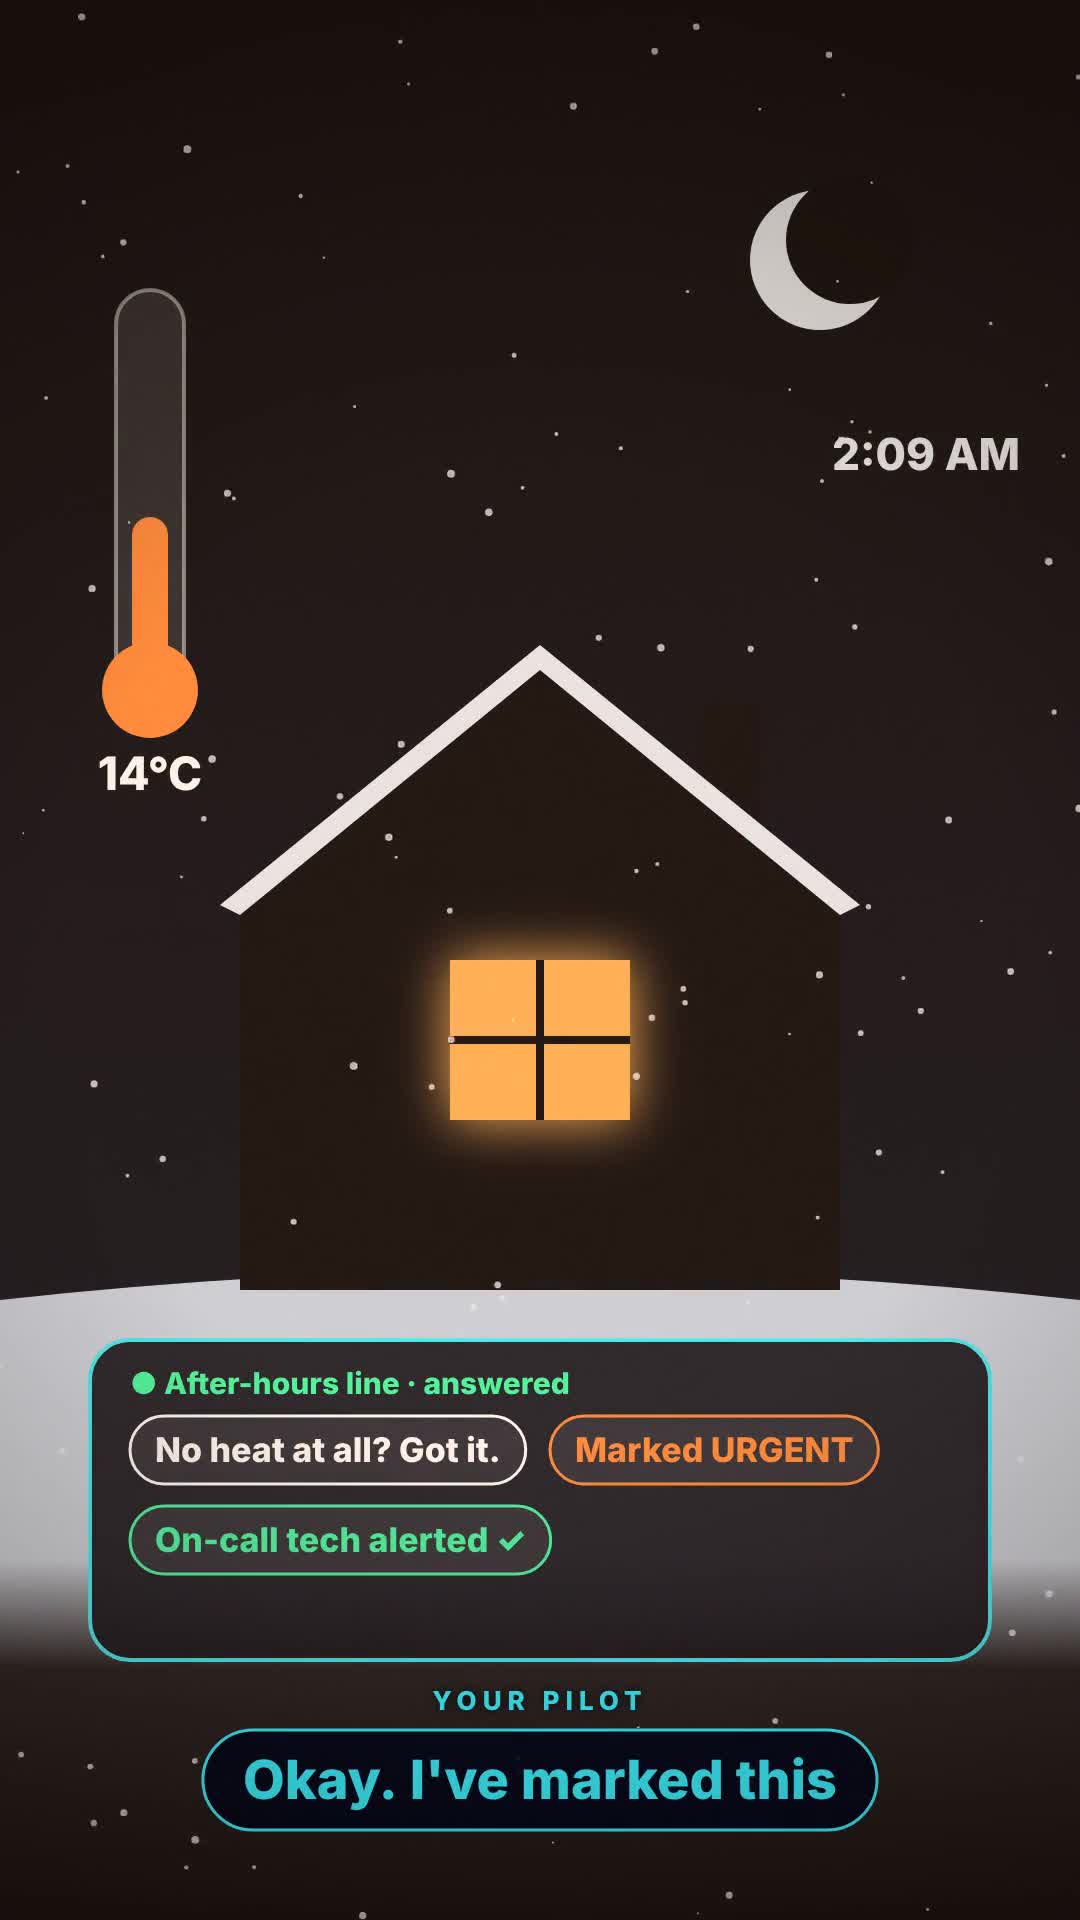 2:09 AM
14°C
After-hours line · answered
No heat at all? Got it.
Marked URGENT
On-call tech alerted ✓
YOUR PILOT
Okay. I've marked this